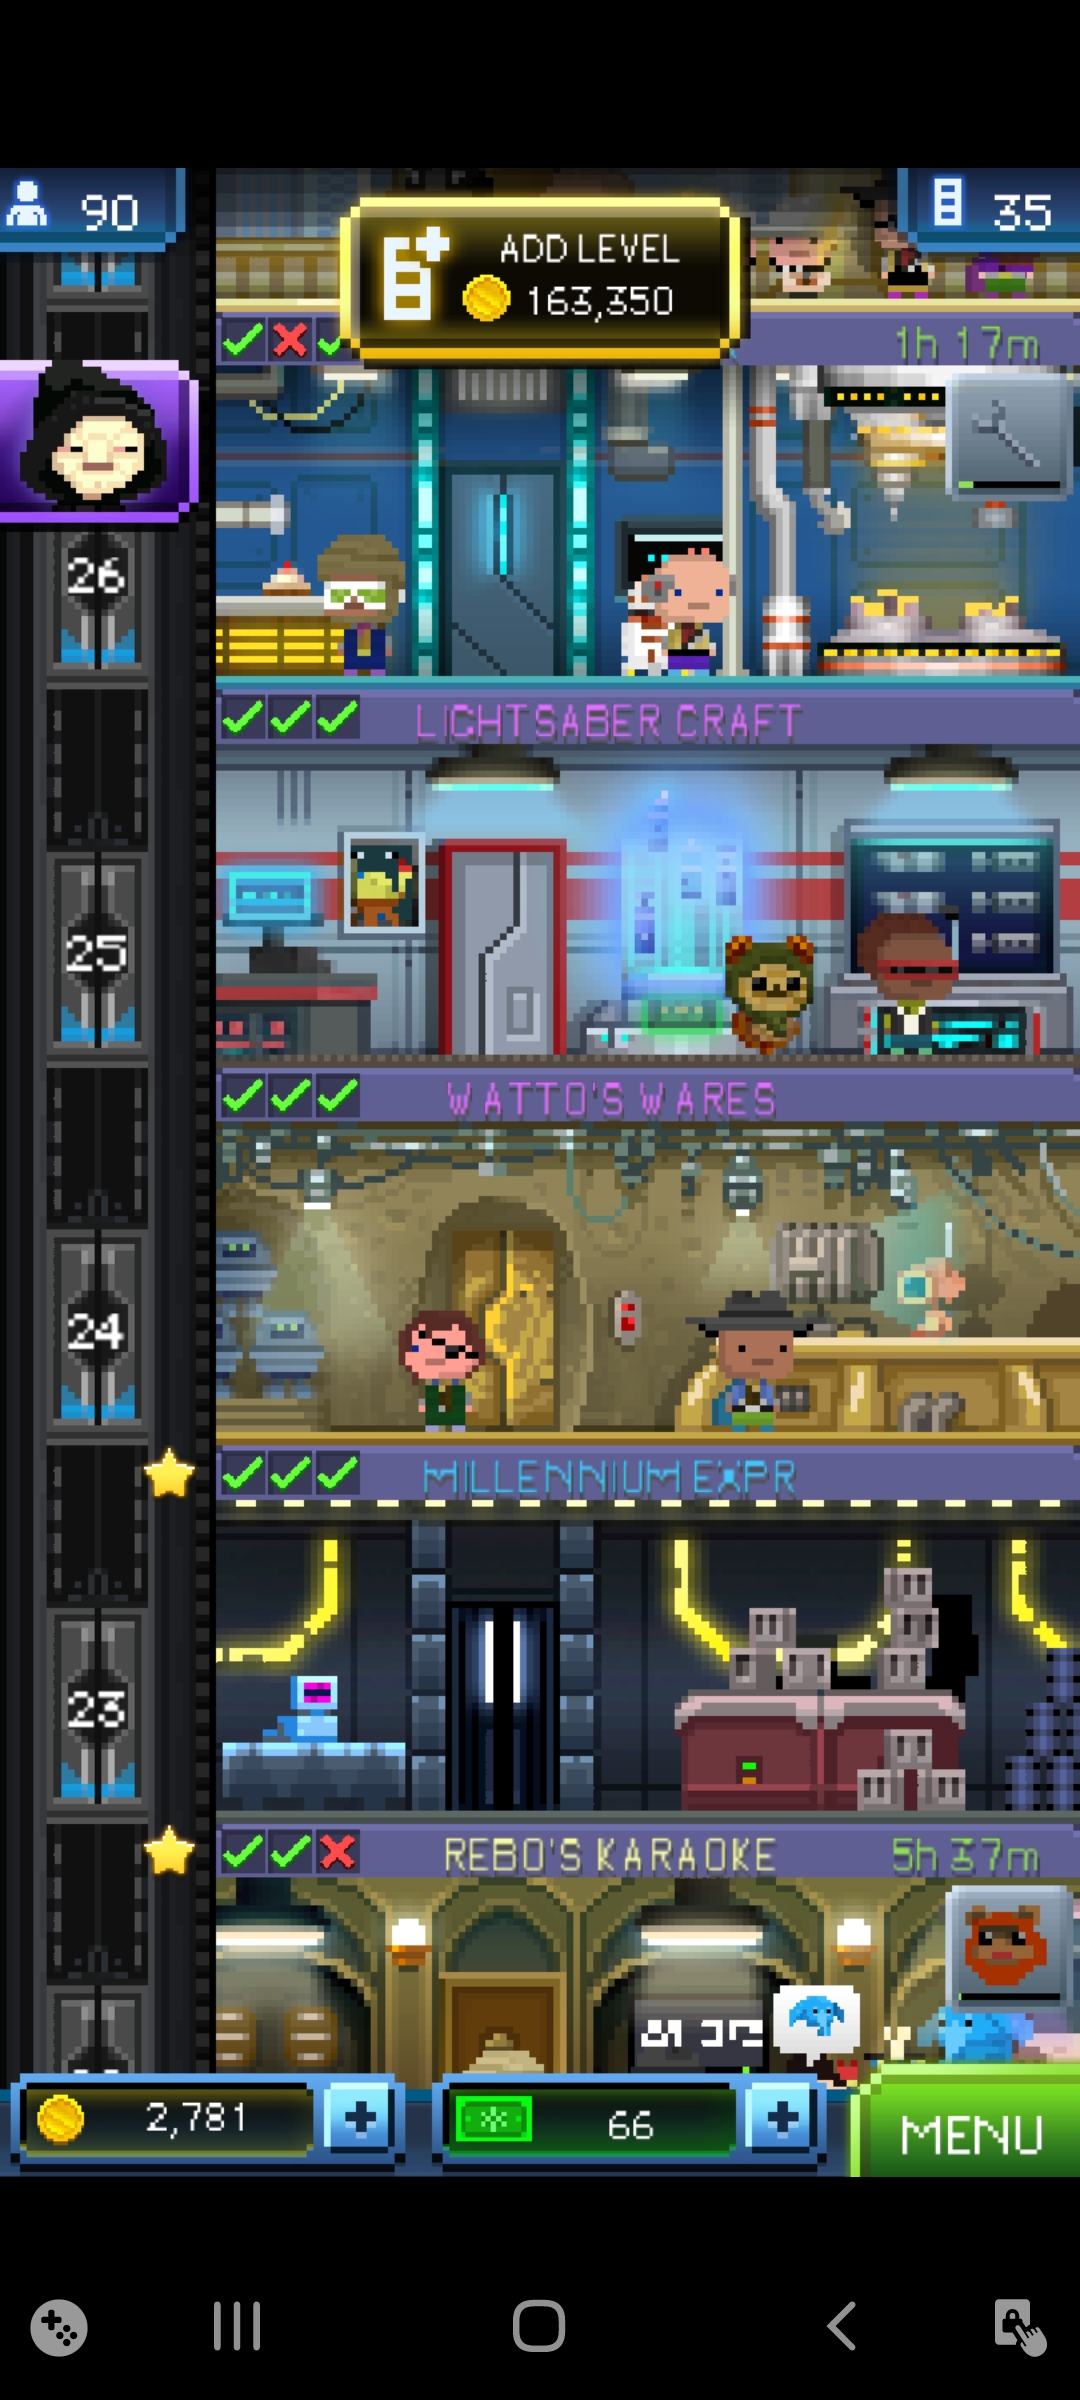 90
ADD LEVEL
163,350
35
1h 17m
26
LIGHTSABER CRAFT
25
WATTO'S WARES
24
MILLENNIUM EXPR
23
REBO'S KARAOKE
5h 37m
2,781
66
MENU